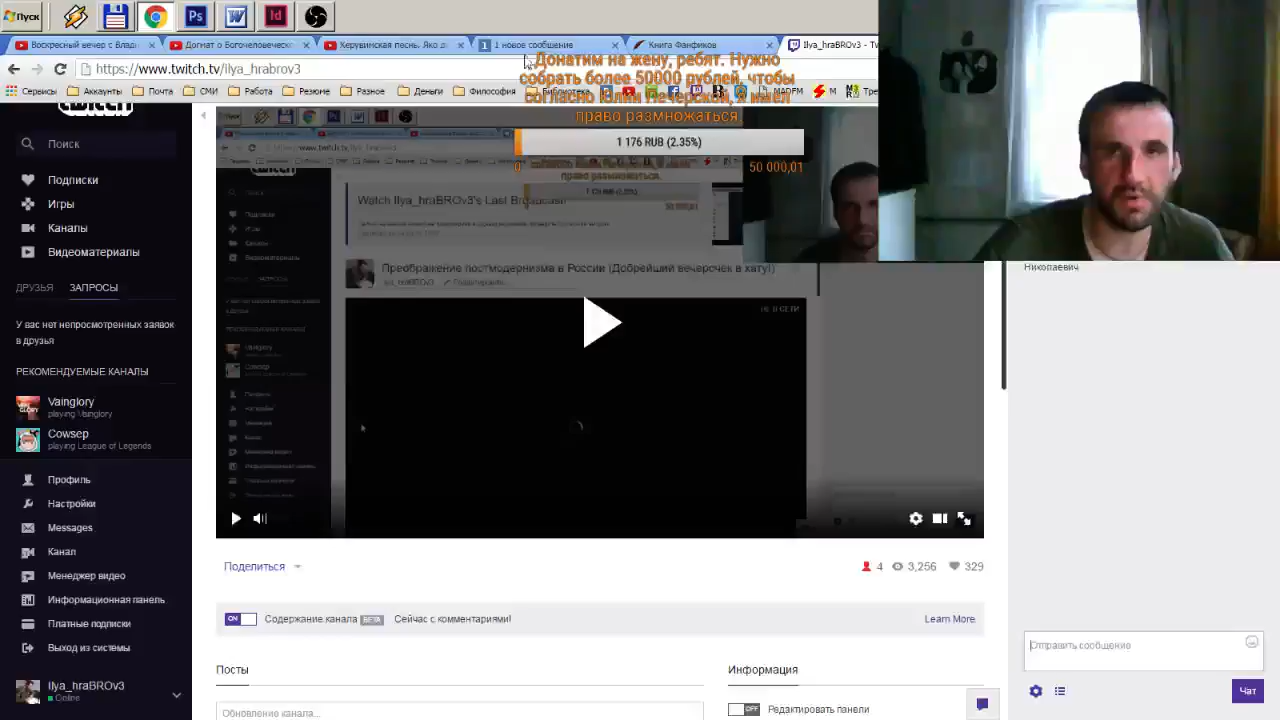 Пуск
Воскресный вечер с Влад
Догнат о Богочеловеческ
Херувинская песнь. Яко д
1 новое сообщение
Книга Фанфиков
Ilya_hraBROv3 - Tw
https://www.twitch.tv/ilya_hrabrov3
Сервисы
Аккаунты
Почта
СМИ
Работа
Резюме
Разное
Деньги
Философия
Библиотека
MADFM
Донатим на жену, ребят. Нужно
собрать более 50000 рублей, чтобы
согласно Юлии Печерской, я имел
право размножаться
1 176 RUB (2.35%)
0
50 000,01
twitch
Поиск
Подписки
Игры
Каналы
Видеоматериалы
ДРУЗЬЯ
ЗАПРОСЫ
У вас нет непросмотренных заявок
в друзья
РЕКОМЕНДУЕМЫЕ КАНАЛЫ
Vainglory
playing Vainglory
Cowsep
playing League of Legends
Профиль
Настройки
Messages
Канал
Менеджер видео
Информационная панель
Платные подписки
Выход из системы
Ilya_hraBROv3
Online
Watch Ilya_hraBROv3's Last Broadcast
Преображение постмодернизма в России (Добрейший вечерочек в хату!)
Поделиться
4
3,256
329
ON
Содержание канала
BETA
Сейчас с комментариями!
Learn More
Посты
Обновление канала...
Информация
OFF
Редактировать панели
Николаевич
Отправить сообщение
Чат